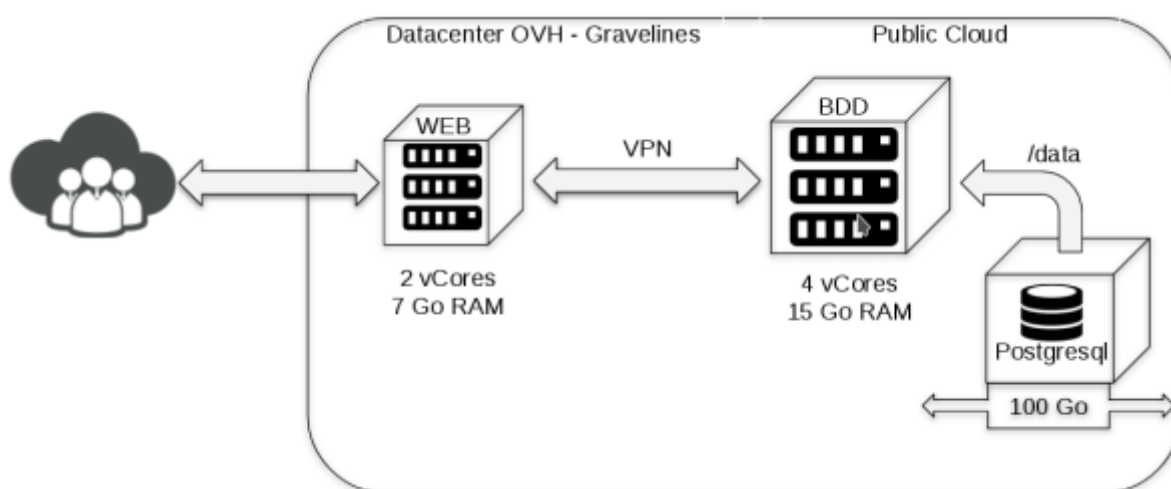 Datacenter OVH - Gravelines
Public Cloud
WEB
BDD
VPN
/data
2 vCores
7 Go RAM
4 vCores
15 Go RAM
Postgresql
100 Go